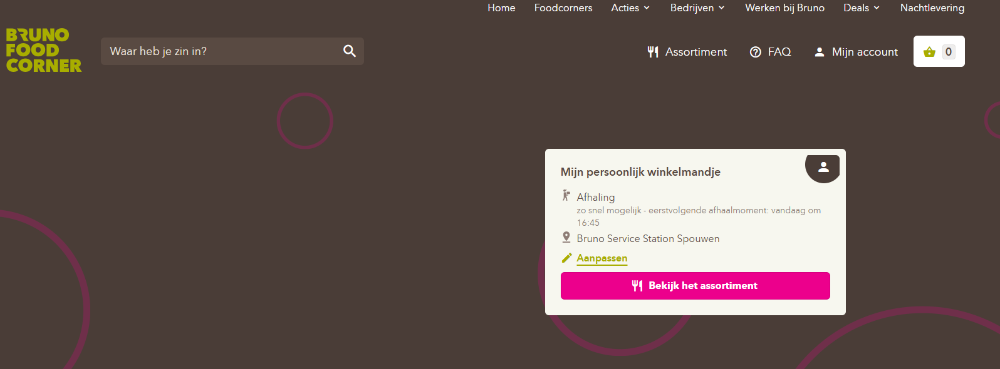 Home Foodcorners Acties Bedrijven Werken bij Bruno Deals Nachtlevering
BRUNO
FOOD
CORNER
Waar heb je zin in?
Assortiment FAQ Mijn account 0
Mijn persoonlijk winkelmandje
Afhaling
zo snel mogelijk - eerstvolgende afhaalmoment: vandaag om
16:45
Bruno Service Station Spouwen
Aanpassen
Bekijk het assortiment